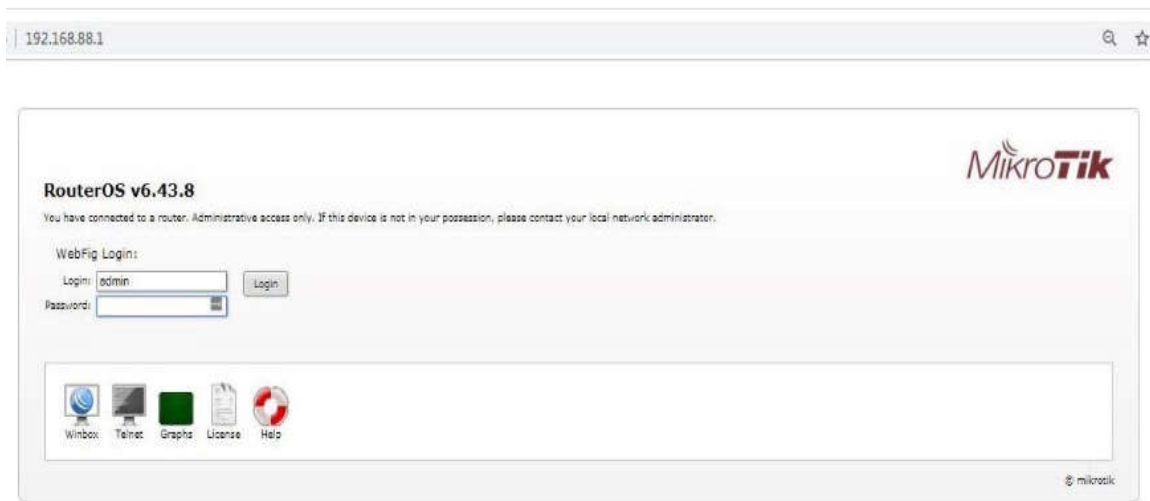 192.168.88.1
MikroTik
RouterOS v6.43.8
You have connected to a router. Administrative access only. If this device is not in your possession, please contact your local network administrator.
WebFig Login:
Login: admin
Login
Password:
Winbox Telnet Graphs License Help
© mikrotik